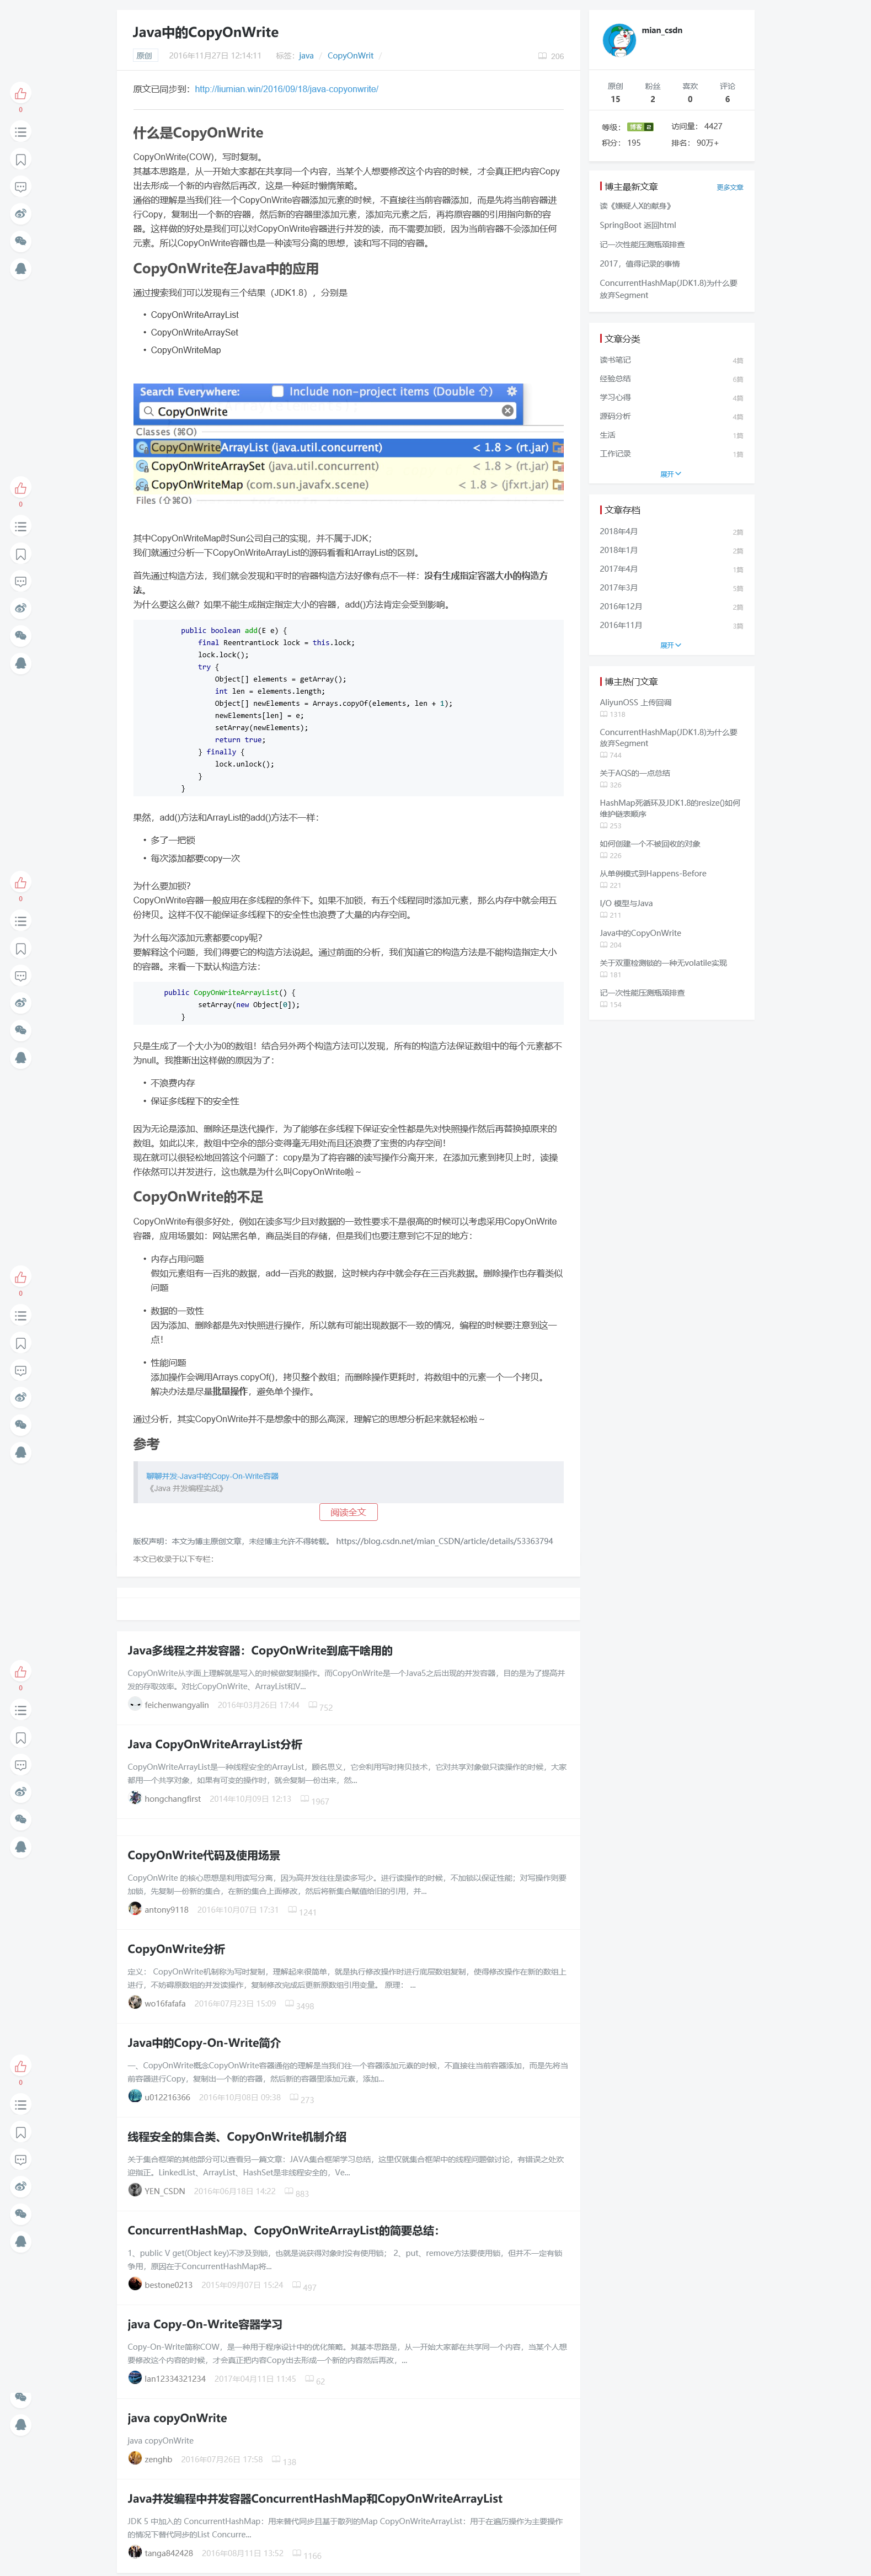 Java中的CopyOnWrite
原创 2016年11月27日 12:14:11 标签：java / CopyOnWrit / 206
原文已同步到：http://liumian.win/2016/09/18/java-copyonwrite/
什么是CopyOnWrite
CopyOnWrite(COW)，写时复制。
其基本思路是，从一开始大家都在共享同一个内容，当某个人想要修改这个内容的时候，才会真正把内容Copy
出去形成一个新的内容然后再改，这是一种延时懒惰策略。
通俗的理解是当我们往一个CopyOnWrite容器添加元素的时候，不直接往当前容器添加，而是先将当前容器进
行Copy，复制出一个新的容器，然后新的容器里添加元素，添加完元素之后，再将原容器的引用指向新的容
器。这样做的好处是我们可以对CopyOnWrite容器进行并发的读，而不需要加锁，因为当前容器不会添加任何
元素。所以CopyOnWrite容器也是一种读写分离的思想，读和写不同的容器。
CopyOnWrite在Java中的应用
通过搜索我们可以发现有三个结果（JDK1.8），分别是
• CopyOnWriteArrayList
• CopyOnWriteArraySet
• CopyOnWriteMap
Search Everywhere: Include non-project items (Double ⇧)
CopyOnWrite
Classes (⌘O)
CopyOnWriteArrayList (java.util.concurrent) < 1.8 > (rt.jar)
CopyOnWriteArraySet (java.util.concurrent) < 1.8 > (rt.jar)
CopyOnWriteMap (com.sun.javafx.scene) < 1.8 > (jfxrt.jar)
Files (⇧⌘O)
其中CopyOnWriteMap时Sun公司自己的实现，并不属于JDK；
我们就通过分析一下CopyOnWriteArrayList的源码看看和ArrayList的区别。
首先通过构造方法，我们就会发现和平时的容器构造方法好像有点不一样：没有生成指定容器大小的构造方
法。
为什么要这么做？如果不能生成指定指定大小的容器，add()方法肯定会受到影响。
public boolean add(E e) {
final ReentrantLock lock = this.lock;
lock.lock();
try {
Object[] elements = getArray();
int len = elements.length;
Object[] newElements = Arrays.copyOf(elements, len + 1);
newElements[len] = e;
setArray(newElements);
return true;
} finally {
lock.unlock();
}
}
果然，add()方法和ArrayList的add()方法不一样：
• 多了一把锁
• 每次添加都要copy一次
为什么要加锁?
CopyOnWrite容器一般应用在多线程的条件下。如果不加锁，有五个线程同时添加元素，那么内存中就会用五
份拷贝。这样不仅不能保证多线程下的安全性也浪费了大量的内存空间。
为什么每次添加元素都要copy呢?
要解释这个问题，我们得要它的构造方法说起。通过前面的分析，我们知道它的构造方法是不能构造指定大小
的容器。来看一下默认构造方法：
public CopyOnWriteArrayList() {
setArray(new Object[0]);
}
只是生成了一个大小为0的数组！结合另外两个构造方法可以发现，所有的构造方法保证数组中的每个元素都不
为null。我推断出这样做的原因为了：
• 不浪费内存
• 保证多线程下的安全性
因为无论是添加、删除还是迭代操作，为了能够在多线程下保证安全性都是先对快照操作然后再替换掉原来的
数组。如此以来，数组中空余的部分变得毫无用处而且还浪费了宝贵的内存空间！
现在就可以很轻松地回答这个问题了：copy是为了将容器的读写操作分离开来，在添加元素到拷贝上时，读操
作依然可以并发进行，这也就是为什么叫CopyOnWrite啦～
CopyOnWrite的不足
CopyOnWrite有很多好处，例如在读多写少且对数据的一致性要求不是很高的时候可以考虑采用CopyOnWrite
容器，应用场景如：网站黑名单，商品类目的存储，但是我们也要注意到它不足的地方：
• 内存占用问题
假如元素组有一百兆的数据，add一百兆的数据，这时候内存中就会存在三百兆数据。删除操作也存着类似
问题
• 数据的一致性
因为添加、删除都是先对快照进行操作，所以就有可能出现数据不一致的情况，编程的时候要注意到这一
点！
• 性能问题
添加操作会调用Arrays.copyOf()，拷贝整个数组；而删除操作更耗时，将数组中的元素一个一个拷贝。
解决办法是尽量批量操作，避免单个操作。
通过分析，其实CopyOnWrite并不是想象中的那么高深，理解它的思想分析起来就轻松啦～
参考
聊聊并发-Java中的Copy-On-Write容器
《Java 并发编程实战》
阅读全文
版权声明：本文为博主原创文章，未经博主允许不得转载。 https://blog.csdn.net/mian_CSDN/article/details/53363794
本文已收录于以下专栏：
Java多线程之并发容器：CopyOnWrite到底干啥用的
CopyOnWrite从字面上理解就是写入的时候做复制操作。而CopyOnWrite是一个Java5之后出现的并发容器，目的是为了提高并
发的存取效率。对比CopyOnWrite、ArrayList和V...
feichenwangyalin 2016年03月26日 17:44 752
Java CopyOnWriteArrayList分析
CopyOnWriteArrayList是一种线程安全的ArrayList，顾名思义，它会利用写时拷贝技术，它对共享对象做只读操作的时候，大家
都用一个共享对象，如果有可变的操作时，就会复制一份出来，然...
hongchangfirst 2014年10月09日 12:13 1967
CopyOnWrite代码及使用场景
CopyOnWrite 的核心思想是利用读写分离，因为高并发往往是读多写少。进行读操作的时候，不加锁以保证性能；对写操作则要
加锁，先复制一份新的集合，在新的集合上面修改，然后将新集合赋值给旧的引用，并...
antony9118 2016年10月07日 17:31 1241
CopyOnWrite分析
定义： CopyOnWrite机制称为写时复制，理解起来很简单，就是执行修改操作时进行底层数组复制，使得修改操作在新的数组上
进行，不妨碍原数组的并发读操作，复制修改完成后更新原数组引用变量。 原理： ...
wo16fafafa 2016年07月23日 15:09 3498
Java中的Copy-On-Write简介
一、CopyOnWrite概念CopyOnWrite容器通俗的理解是当我们往一个容器添加元素的时候，不直接往当前容器添加，而是先将当
前容器进行Copy，复制出一个新的容器，然后新的容器里添加元素，添加...
u012216366 2016年10月08日 09:38 273
线程安全的集合类、CopyOnWrite机制介绍
关于集合框架的其他部分可以查看另一篇文章：JAVA集合框架学习总结，这里仅就集合框架中的线程问题做讨论，有错误之处欢
迎指正。LinkedList、ArrayList、HashSet是非线程安全的，Ve...
YEN_CSDN 2016年06月18日 14:22 883
ConcurrentHashMap、CopyOnWriteArrayList的简要总结：
1、public V get(Object key)不涉及到锁，也就是说获得对象时没有使用锁； 2、put、remove方法要使用锁，但并不一定有锁
争用，原因在于ConcurrentHashMap将...
bestone0213 2015年09月07日 15:24 497
java Copy-On-Write容器学习
Copy-On-Write简称COW，是一种用于程序设计中的优化策略。其基本思路是，从一开始大家都在共享同一个内容，当某个人想
要修改这个内容的时候，才会真正把内容Copy出去形成一个新的内容然后再改，...
lan12334321234 2017年04月11日 11:45 62
java copyOnWrite
java copyOnWrite
zenghb 2016年07月26日 17:58 138
Java并发编程中并发容器ConcurrentHashMap和CopyOnWriteArrayList
JDK 5 中加入的 ConcurrentHashMap：用来替代同步且基于散列的Map CopyOnWriteArrayList：用于在遍历操作为主要操作
的情况下替代同步的List Concurre...
tanga842428 2016年08月11日 13:52 1166
mian_csdn
原创 粉丝 喜欢 评论
15 2 0 6
等级： 博客 2 访问量： 4427
积分： 195 排名： 90万+
博主最新文章 更多文章
读《嫌疑人X的献身》
SpringBoot 返回html
记一次性能压测瓶颈排查
2017，值得记录的事情
ConcurrentHashMap(JDK1.8)为什么要
放弃Segment
文章分类
读书笔记 4篇
经验总结 6篇
学习心得 4篇
源码分析 4篇
生活 1篇
工作记录 1篇
展开
文章存档
2018年4月 2篇
2018年1月 2篇
2017年4月 1篇
2017年3月 5篇
2016年12月 2篇
2016年11月 3篇
展开
博主热门文章
AliyunOSS 上传回调
1318
ConcurrentHashMap(JDK1.8)为什么要
放弃Segment
744
关于AQS的一点总结
326
HashMap死循环及JDK1.8的resize()如何
维护链表顺序
253
如何创建一个不被回收的对象
226
从单例模式到Happens-Before
221
I/O 模型与Java
211
Java中的CopyOnWrite
204
关于双重检测锁的一种无volatile实现
181
记一次性能压测瓶颈排查
154
0
0
0
0
0
0